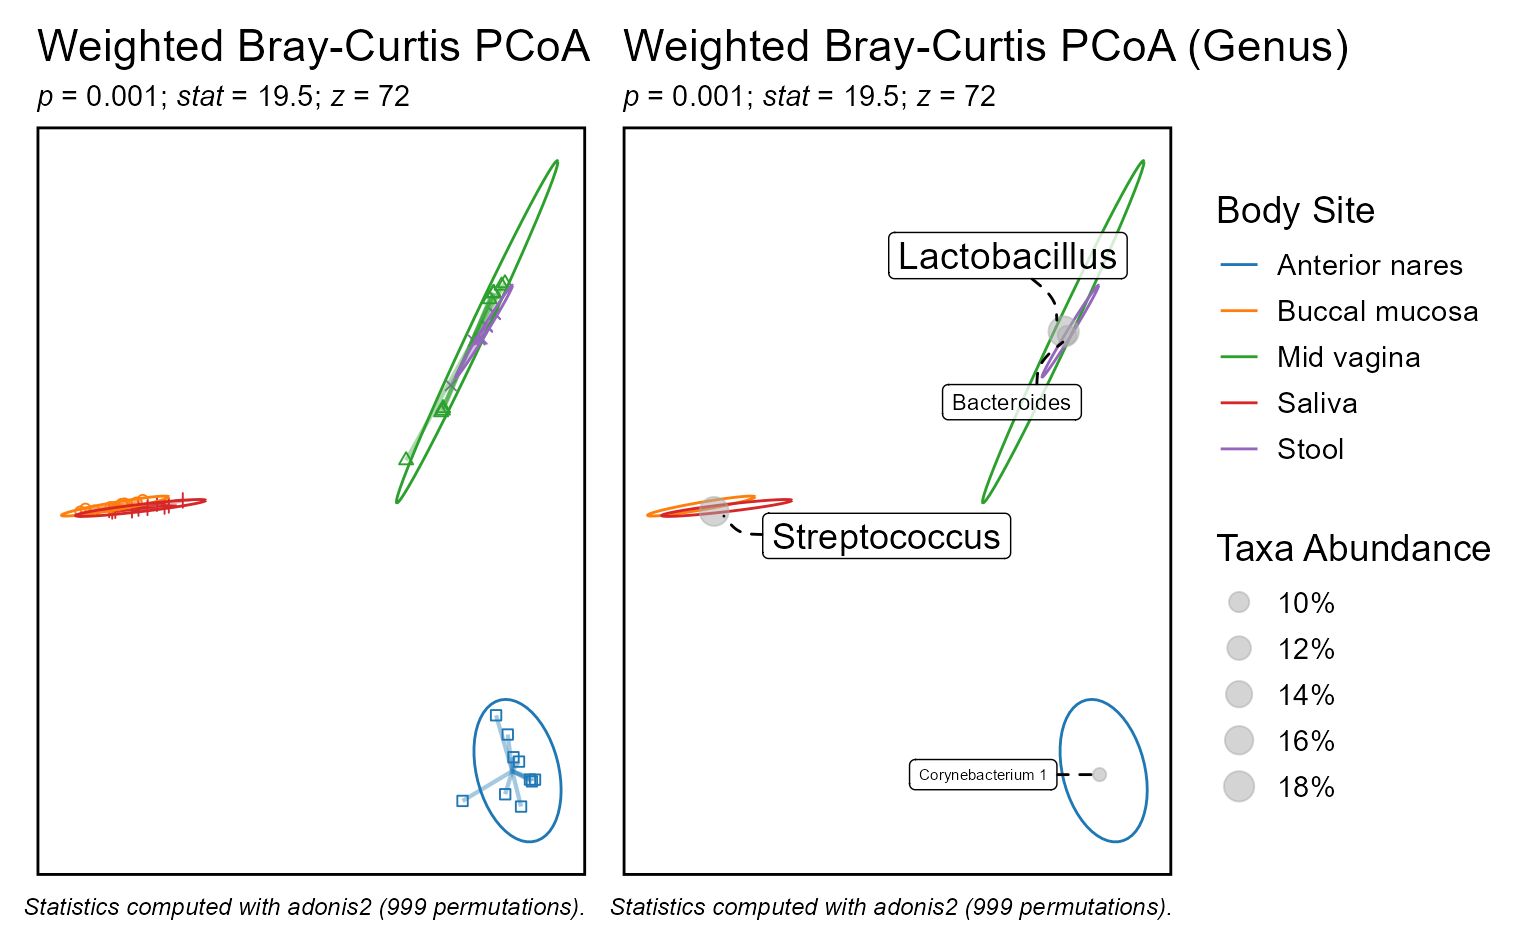 Weighted Bray-Curtis PCoA
p = 0.001; stat = 19.5; z = 72
Statistics computed with adonis2 (999 permutations).
Weighted Bray-Curtis PCoA (Genus)
p = 0.001; stat = 19.5; z = 72
Lactobacillus
Bacteroides
Streptococcus
Corynebacterium 1
Statistics computed with adonis2 (999 permutations).
Body Site
Anterior nares
Buccal mucosa
Mid vagina
Saliva
Stool
Taxa Abundance
10%
12%
14%
16%
18%